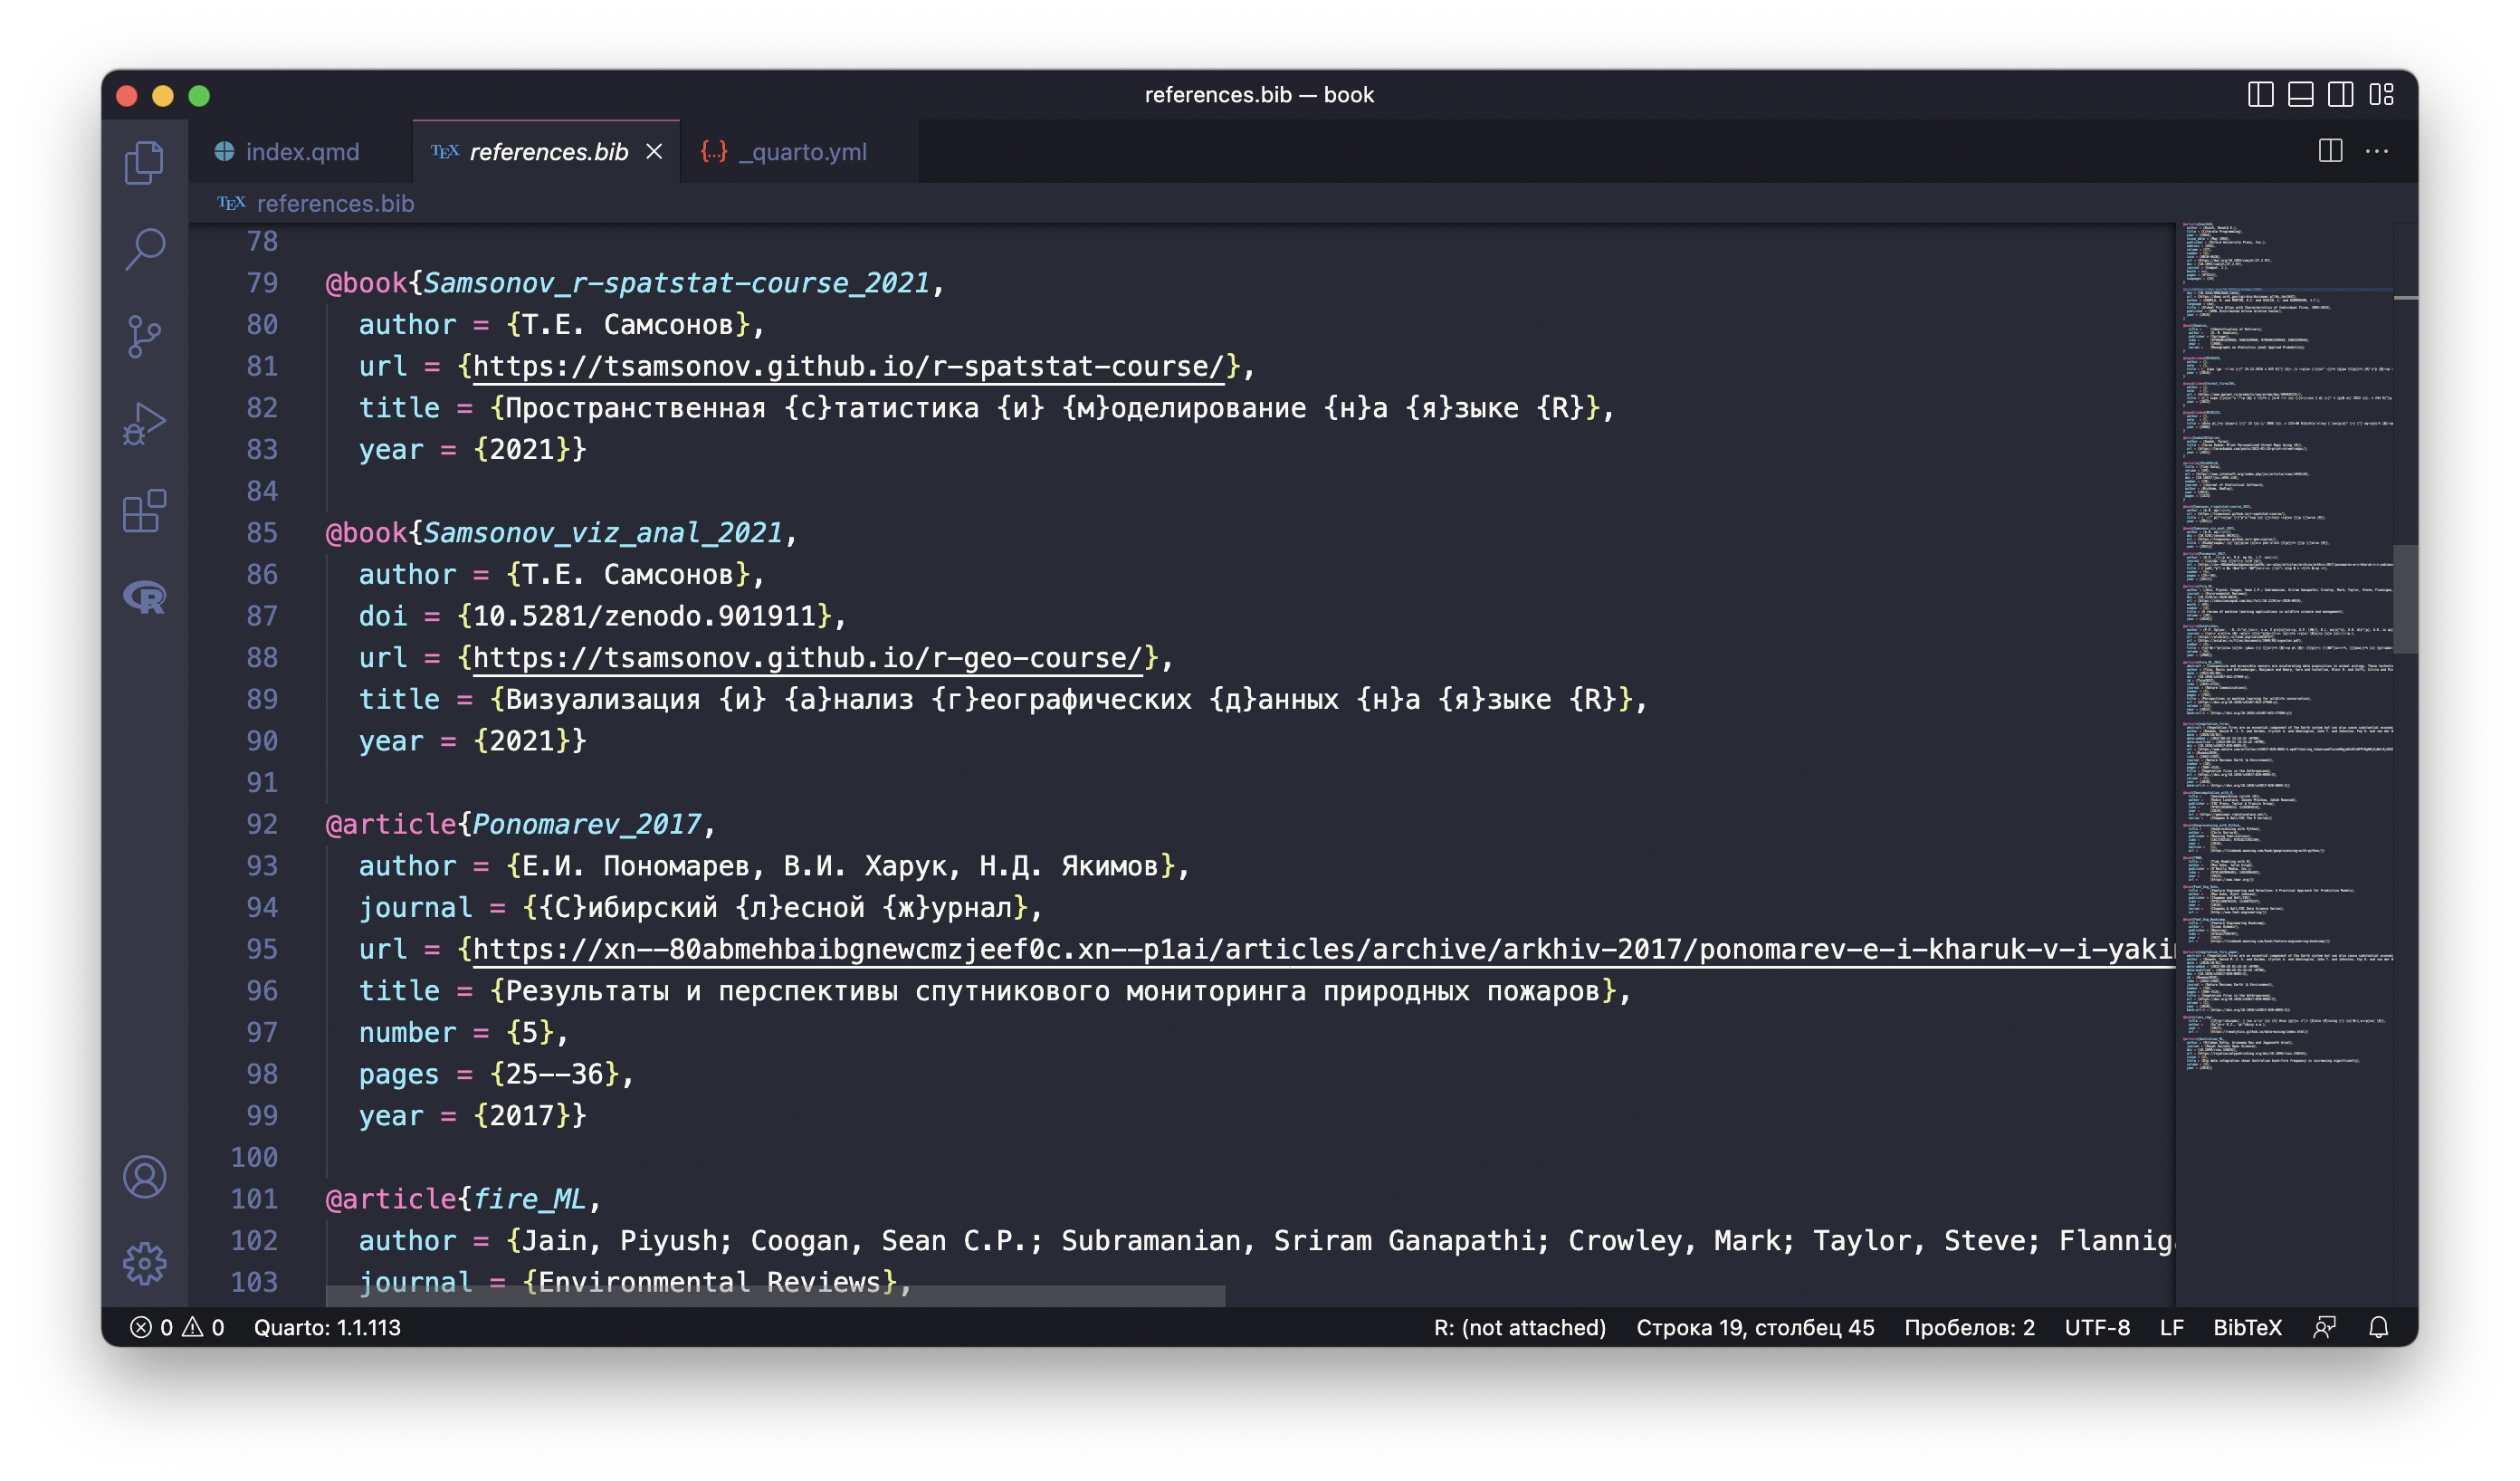 references.bib — book
index.qmd
TEX references.bib
{...} _quarto.yml
TEX references.bib
78
79 @book{Samsonov_r-spatstat-course_2021,
80 author = {Т.Е. Самсонов},
81 url = {https://tsamsonov.github.io/r-spatstat-course/},
82 title = {Пространственная {с}татистика {и} {м}оделирование {н}а {я}зыке {R}},
83 year = {2021}}
84
85 @book{Samsonov_viz_anal_2021,
86 author = {Т.Е. Самсонов},
87 doi = {10.5281/zenodo.901911},
88 url = {https://tsamsonov.github.io/r-geo-course/},
89 title = {Визуализация {и} {а}нализ {г}еографических {д}анных {н}а {я}зыке {R}},
90 year = {2021}}
91
92 @article{Ponomarev_2017,
93 author = {Е.И. Пономарев, В.И. Харук, Н.Д. Якимов},
94 journal = {{С}ибирский {л}есной {ж}урнал},
95 url = {https://xn--80abmehbaibgnewcmzjeef0c.xn--p1ai/articles/archive/arkhiv-2017/ponomarev-e-i-kharuk-v-i-yaki
96 title = {Результаты и перспективы спутникового мониторинга природных пожаров},
97 number = {5},
98 pages = {25--36},
99 year = {2017}}
100
101 @article{fire_ML,
102 author = {Jain, Piyush; Coogan, Sean C.P.; Subramanian, Sriram Ganapathi; Crowley, Mark; Taylor, Steve; Flannig
103 journal = {Environmental Reviews},
0 0 Quarto: 1.1.113 R: (not attached) Строка 19, столбец 45 Пробелов: 2 UTF-8 LF BibTeX